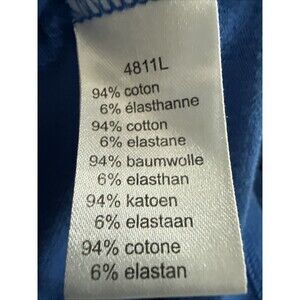 4811L
94% coton
6% élasthanne
94% cotton
6% elastane
94% baumwolle
6% elasthan
94% katoen
6% elastaan
94% cotone
6% elastan